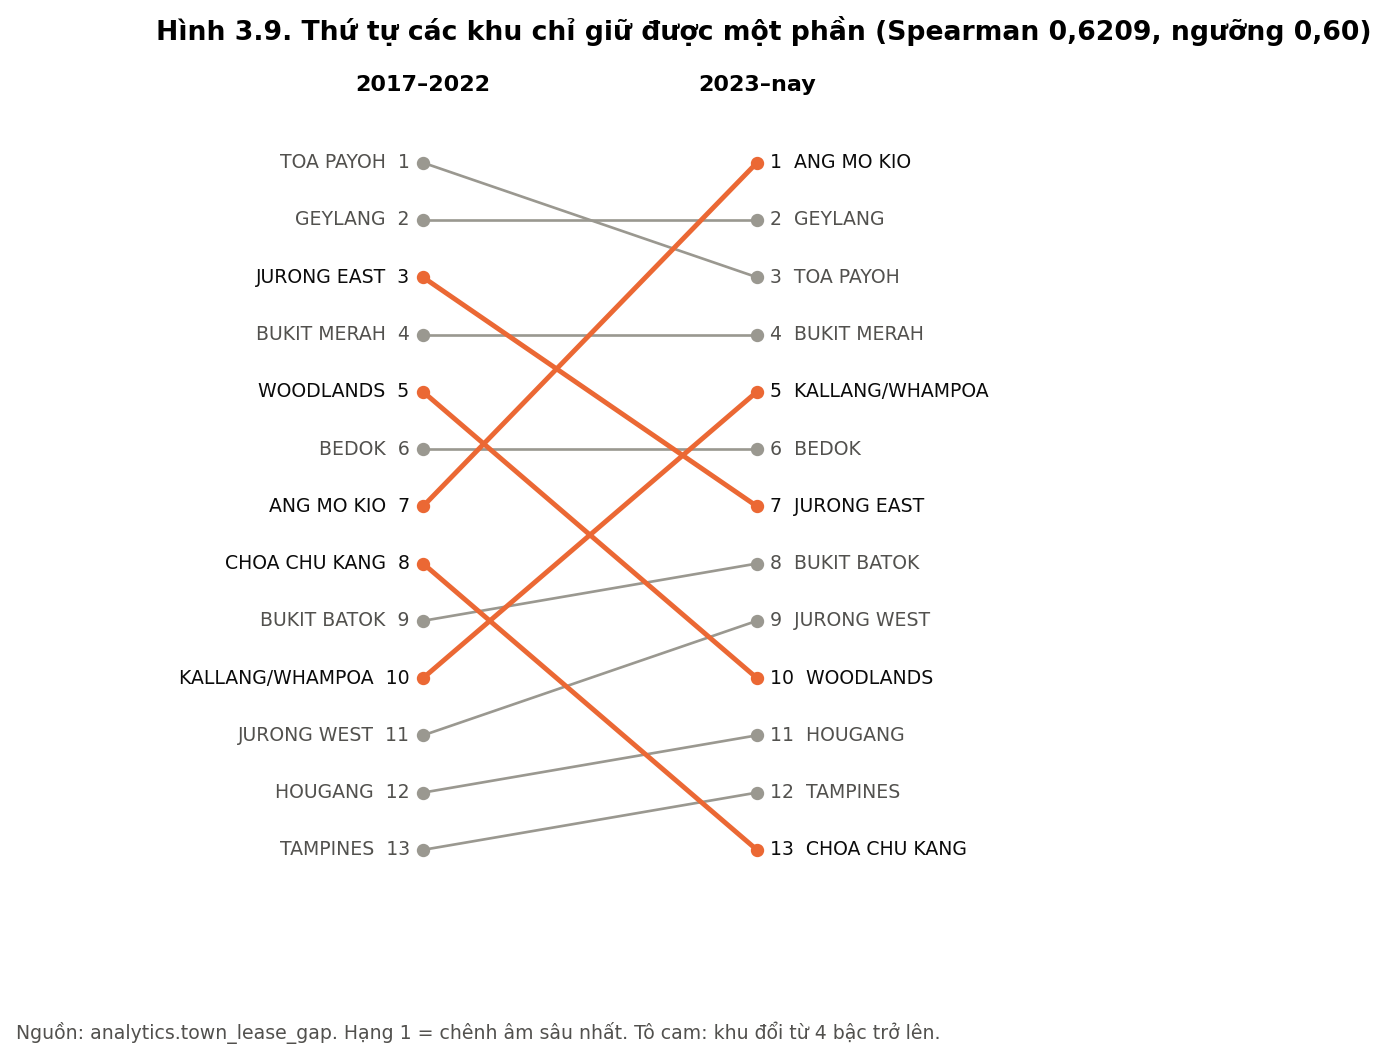 Hình 3.9. Thứ tự các khu chỉ giữ được một phần (Spearman 0,6209, ngưỡng 0,60)
2017–2022 2023–nay
TOA PAYOH 1 1 ANG MO KIO
GEYLANG 2 2 GEYLANG
JURONG EAST 3 3 TOA PAYOH
BUKIT MERAH 4 4 BUKIT MERAH
WOODLANDS 5 5 KALLANG/WHAMPOA
BEDOK 6 6 BEDOK
ANG MO KIO 7 7 JURONG EAST
CHOA CHU KANG 8 8 BUKIT BATOK
BUKIT BATOK 9 9 JURONG WEST
KALLANG/WHAMPOA 10 10 WOODLANDS
JURONG WEST 11 11 HOUGANG
HOUGANG 12 12 TAMPINES
TAMPINES 13 13 CHOA CHU KANG
Nguồn: analytics.town_lease_gap. Hạng 1 = chênh âm sâu nhất. Tô cam: khu đổi từ 4 bậc trở lên.